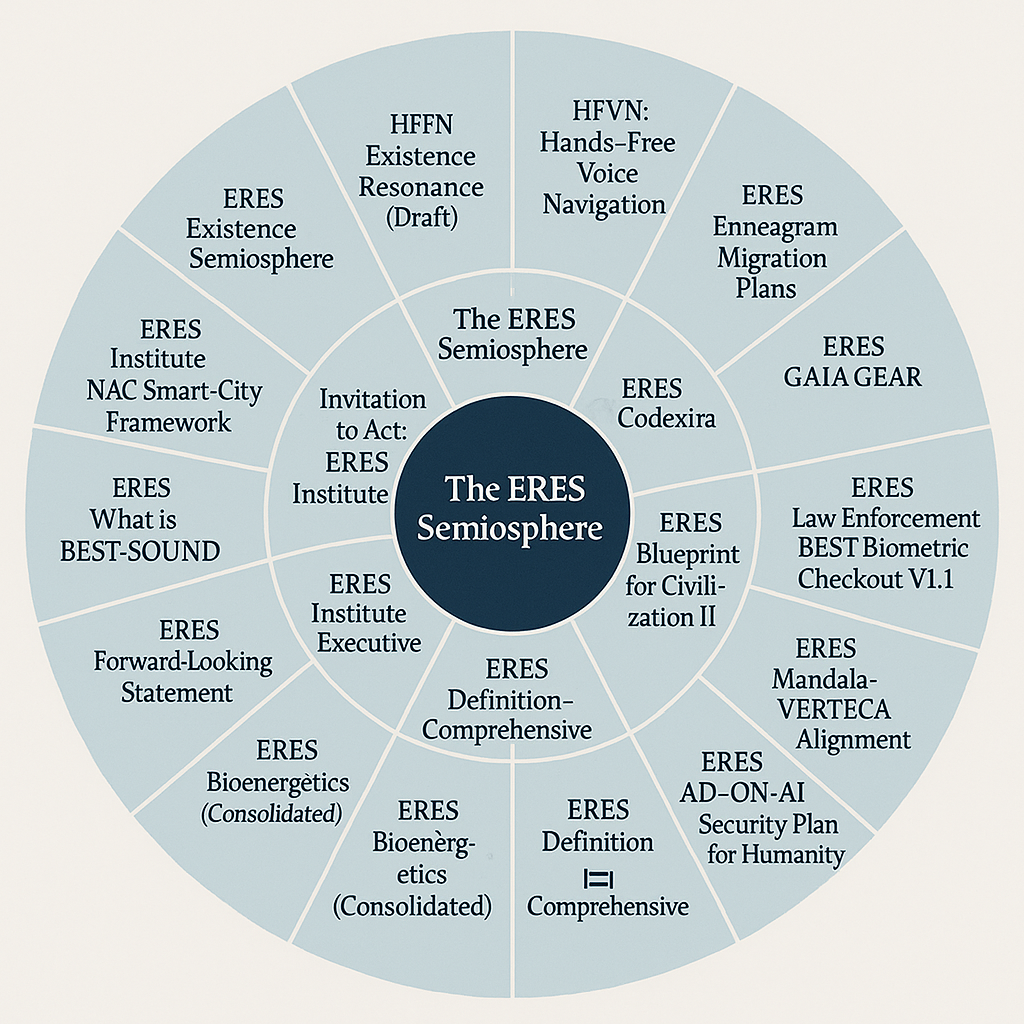 HFFN
Existence
Resonance
(Draft)
HFVN:
Hands–Free
Voice
Navigation
ERES
Enneagram
Migration
Plans
ERES
GAIA GEAR
ERES
Law Enforcement
BEST Biometric
Checkout V1.1
ERES
Mandala-
VERTECA
Alignment
ERES
AD–ON-AI
Security Plan
for Humanity
ERES
Definition
Comprehensive
ERES
Bioenèrg-
etics
(Consolidated)
ERES
Bioenergètics
(Consolidated)
ERES
Forward-Looking
Statement
ERES
What is
BEST-SOUND
ERES
Institute
NAC Smart-City
Framework
ERES
Existence
Semiosphere
The ERES
Semiosphere
ERES
Codexira
ERES
Blueprint
for Civili-
zation II
ERES
Definition–
Comprehensive
ERES
Institute
Executive
Invitation
to Act:
ERES
Institute
The ERES
Semiosphere